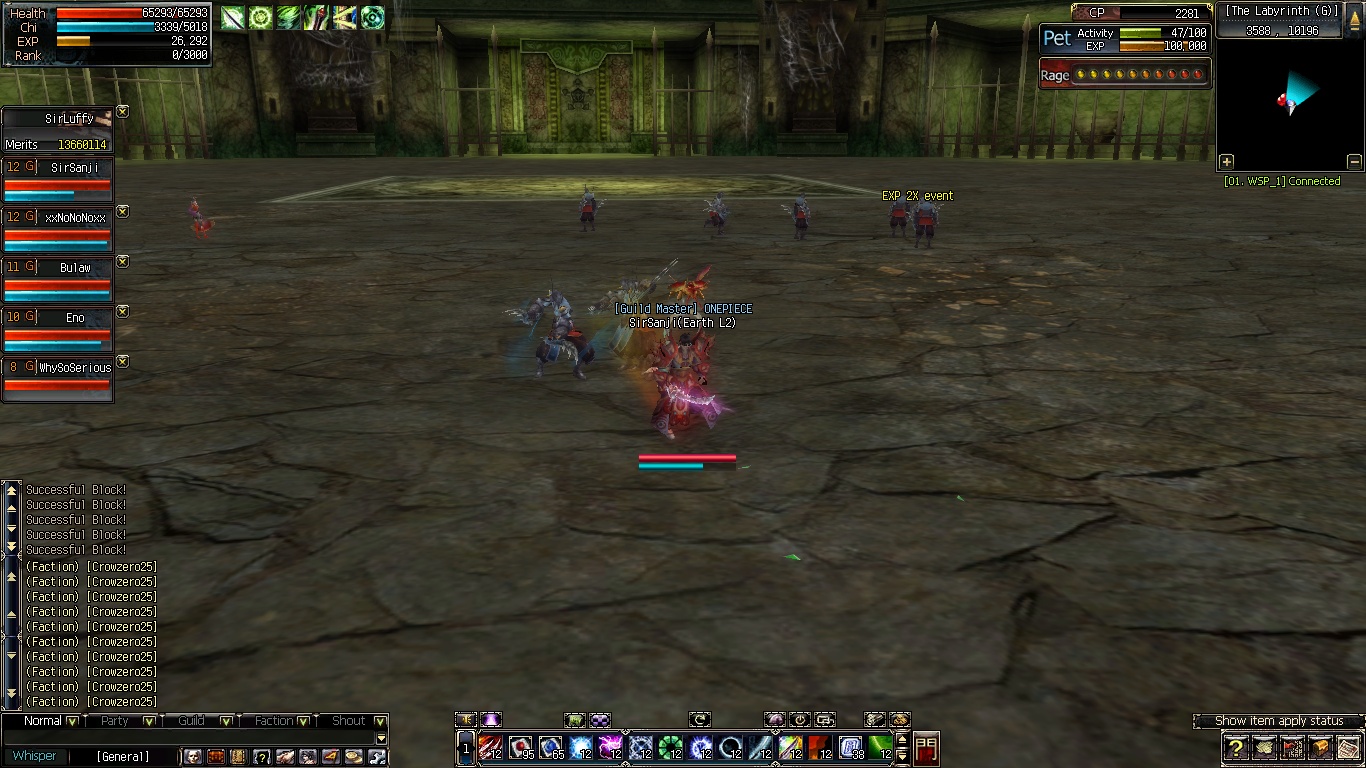 Health 65293/65293
Chi 3339/5018
EXP 26,292
Rank 0/3000
CP 2281
Pet Activity 47/100
EXP 100,000
Rage
[The Labyrinth (G)]
3588 , 10196
[01. WSP_1] Connected
SirLuffy
Merits 13660114
12 G SirSanji
12 G xxNoNoNoxx
11 G Bulaw
10 G Eno
8 G WhySoSerious
EXP 2X event
[Guild Master] ONEPIECE
SirSanji(Earth L2)
Successful Block!
Successful Block!
Successful Block!
Successful Block!
Successful Block!
(Faction) [Crowzero25]
(Faction) [Crowzero25]
(Faction) [Crowzero25]
(Faction) [Crowzero25]
(Faction) [Crowzero25]
(Faction) [Crowzero25]
(Faction) [Crowzero25]
(Faction) [Crowzero25]
(Faction) [Crowzero25]
(Faction) [Crowzero25]
Normal Party Guild Faction Shout
Whisper [General]
1 12 95 65 12 12 12 12 12 12 12 12 12 38 12
Show item apply status